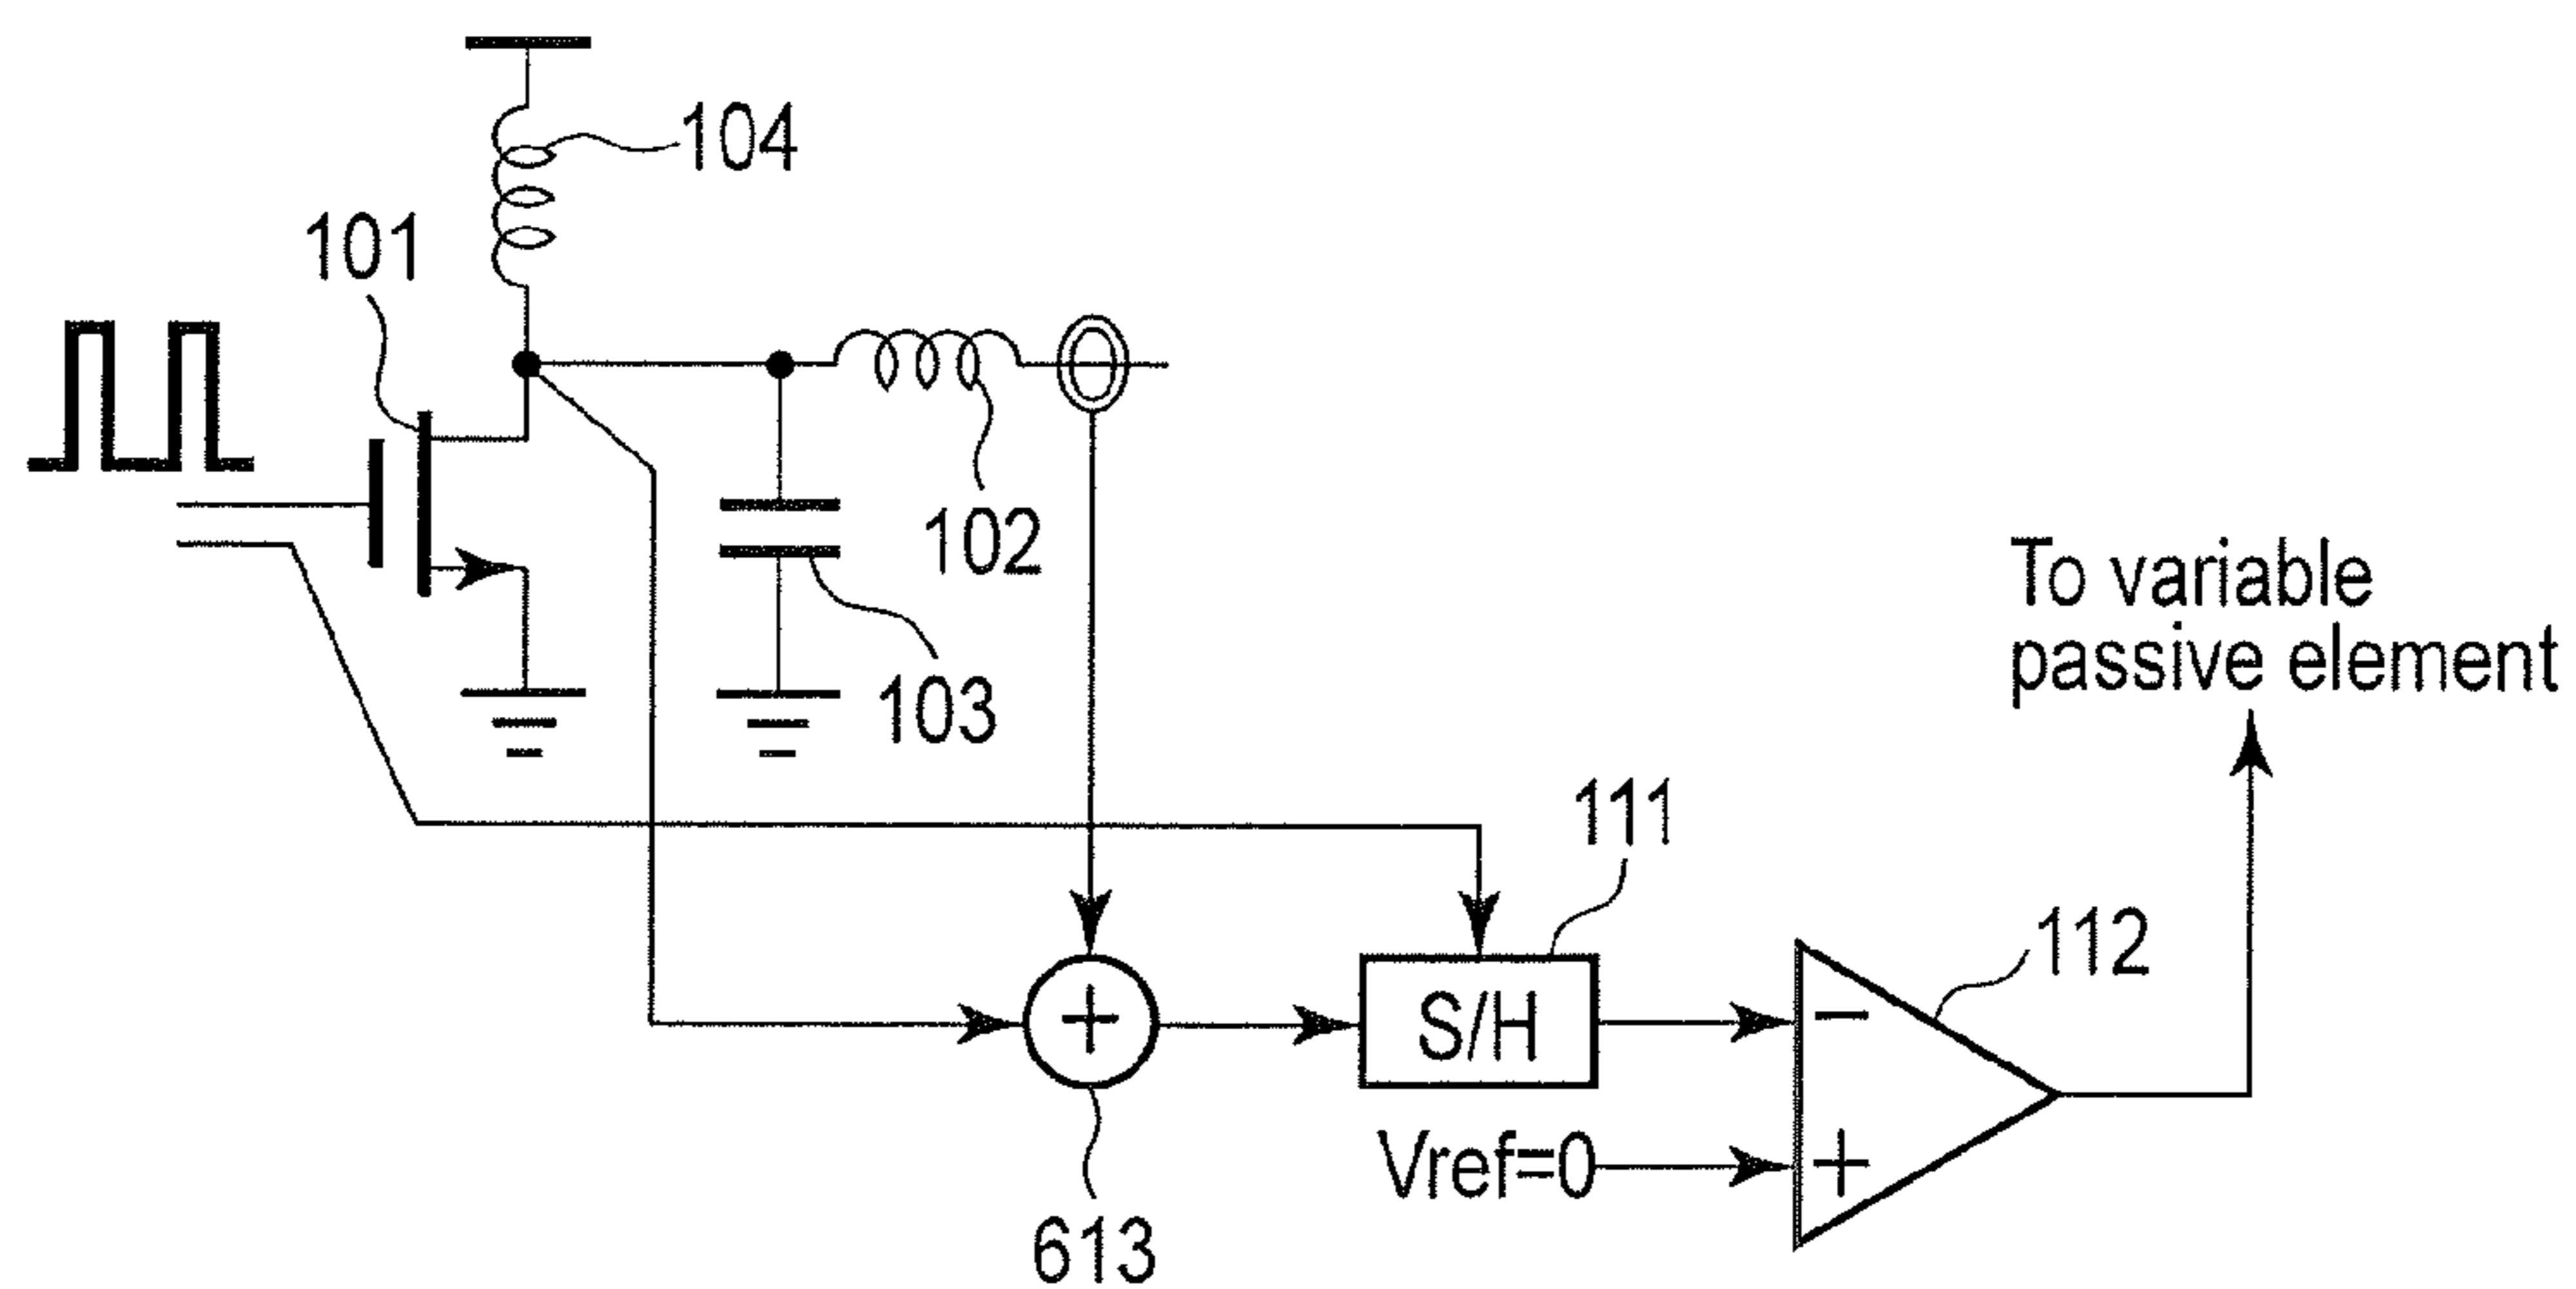 104
101
102
103
To variable
passive element
111
112
S/H
+
−
Vref=0
+
613